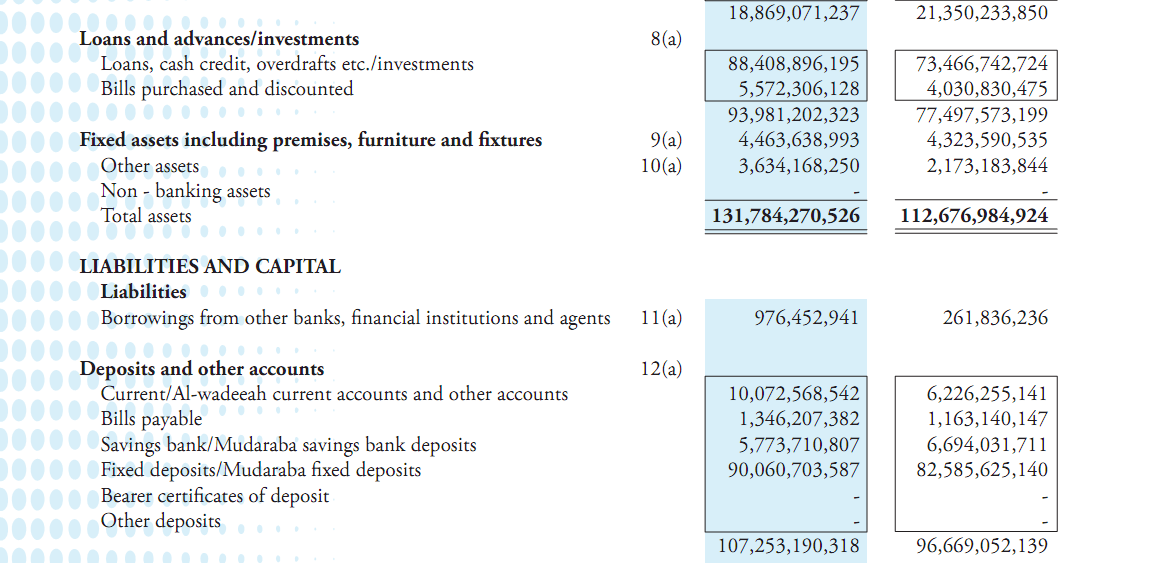 18,869,071,237 21,350,233,850
Loans and advances/investments 8(a)
Loans, cash credit, overdrafts etc./investments 88,408,896,195 73,466,742,724
Bills purchased and discounted 5,572,306,128 4,030,830,475
93,981,202,323 77,497,573,199
Fixed assets including premises, furniture and fixtures 9(a) 4,463,638,993 4,323,590,535
Other assets 10(a) 3,634,168,250 2,173,183,844
Non - banking assets - -
Total assets 131,784,270,526 112,676,984,924
LIABILITIES AND CAPITAL
Liabilities
Borrowings from other banks, financial institutions and agents 11(a) 976,452,941 261,836,236
Deposits and other accounts 12(a)
Current/Al-wadeeah current accounts and other accounts 10,072,568,542 6,226,255,141
Bills payable 1,346,207,382 1,163,140,147
Savings bank/Mudaraba savings bank deposits 5,773,710,807 6,694,031,711
Fixed deposits/Mudaraba fixed deposits 90,060,703,587 82,585,625,140
Bearer certificates of deposit - -
Other deposits - -
107,253,190,318 96,669,052,139